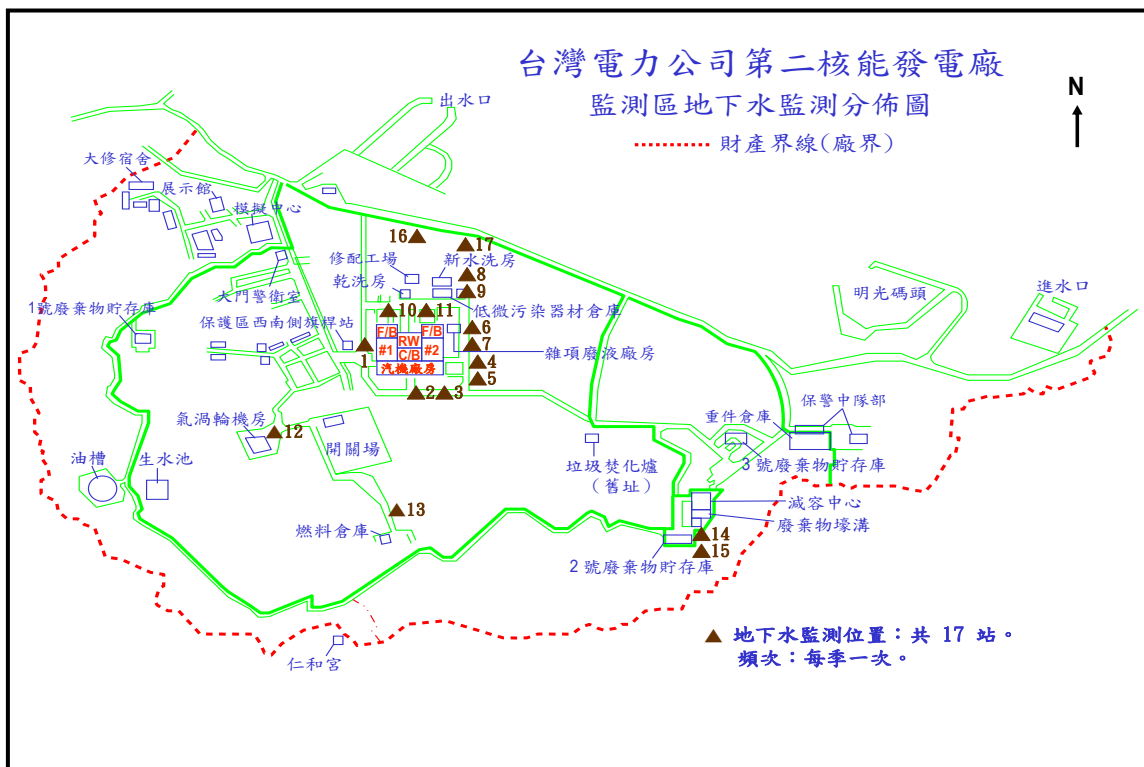 台灣電力公司第二核能發電廠
監測區地下水監測分佈圖
財產界線(廠界)
N
出水口
大修宿舍
展示館
模擬中心
16
17
修配工場
新水洗房
8
大門警衛室
乾洗房
9
明光碼頭
進水口
1號廢棄物貯存庫
10
11
低微污染器材倉庫
保護區西南側旗桿站
F/B
F/B
6
#1
RW
#2
7
雜項廢液廠房
1
C/B
4
汽機廠房
5
2
3
氣渦輪機房
12
重件倉庫
保警中隊部
開關場
油槽
生水池
垃圾焚化爐
(舊址)
3號廢棄物貯存庫
減容中心
13
廢棄物壕溝
燃料倉庫
14
15
2號廢棄物貯存庫
地下水監測位置:共 17 站。
頻次:每季一次。
仁和宮